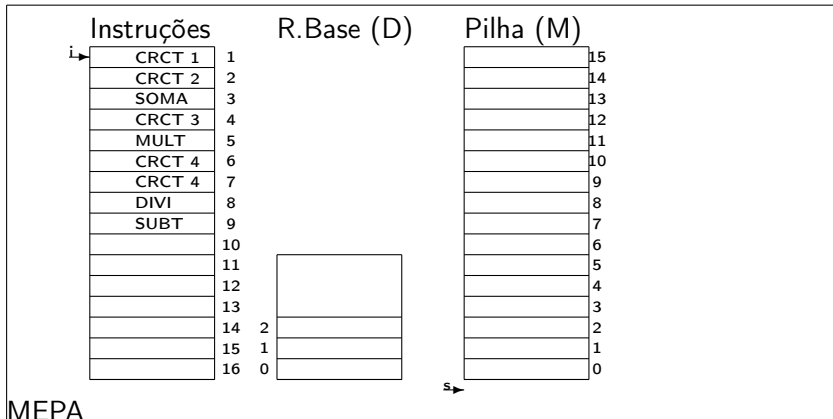 Instruções R.Base (D) Pilha (M)
i CRCT 1 1 15
CRCT 2 2 14
SOMA 3 13
CRCT 3 4 12
MULT 5 11
CRCT 4 6 10
CRCT 4 7 9
DIVI 8 8
SUBT 9 7
10 6
11 5
12 4
13 3
14 2 2
15 1 1
16 0 0
s
MEPA